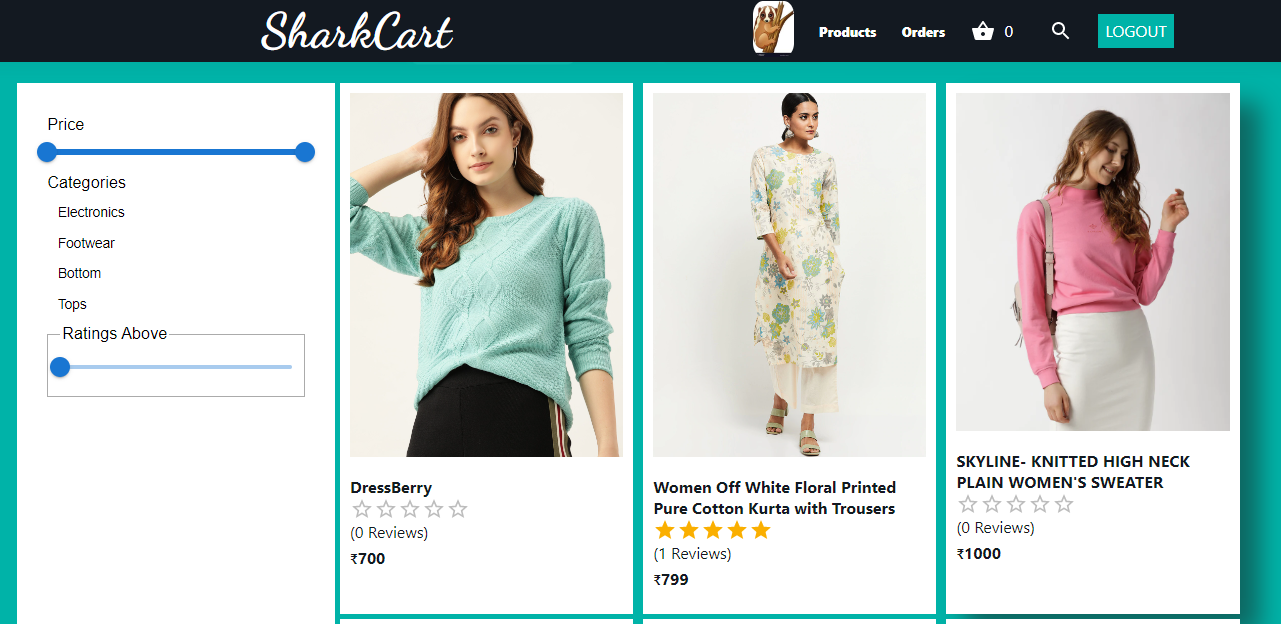 SharkCart
Products Orders 0 LOGOUT
Price
Categories
Electronics
Footwear
Bottom
Tops
Ratings Above
DressBerry
(0 Reviews)
₹700
Women Off White Floral Printed
Pure Cotton Kurta with Trousers
(1 Reviews)
₹799
SKYLINE- KNITTED HIGH NECK
PLAIN WOMEN'S SWEATER
(0 Reviews)
₹1000